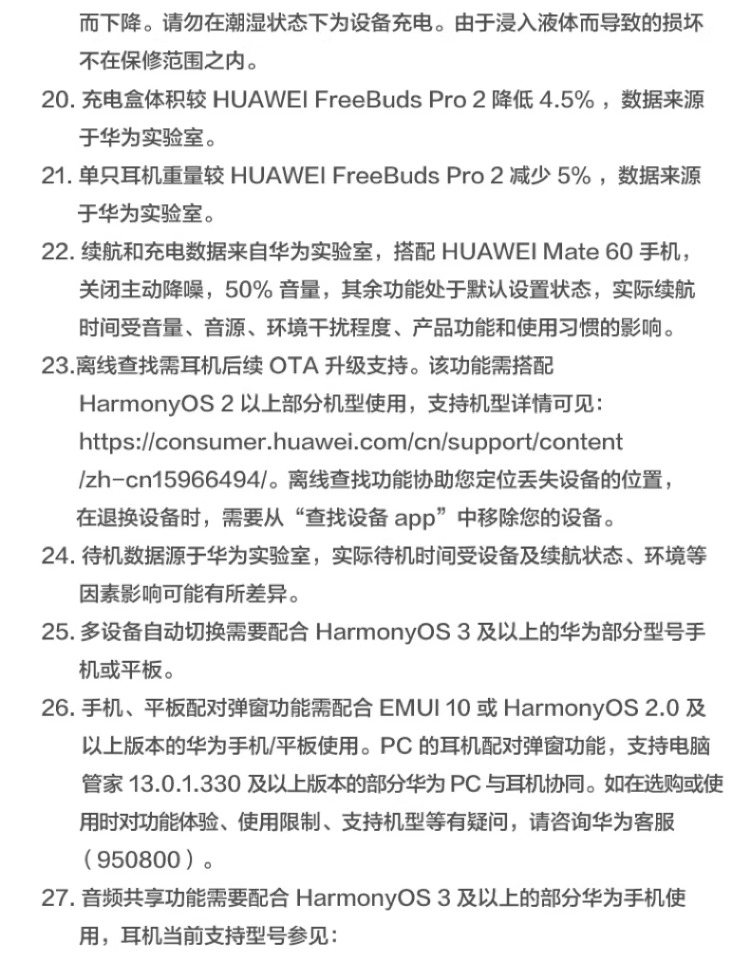 而下降。请勿在潮湿状态下为设备充电。由于浸入液体而导致的损坏
不在保修范围之内。
20. 充电盒体积较 HUAWEI FreeBuds Pro 2 降低 4.5% ，数据来源
于华为实验室。
21. 单只耳机重量较 HUAWEI FreeBuds Pro 2 减少 5% ，数据来源
于华为实验室。
22. 续航和充电数据来自华为实验室，搭配 HUAWEI Mate 60 手机，
关闭主动降噪，50% 音量，其余功能处于默认设置状态，实际续航
时间受音量、音源、环境干扰程度、产品功能和使用习惯的影响。
23.离线查找需耳机后续 OTA 升级支持。该功能需搭配
HarmonyOS 2 以上部分机型使用，支持机型详情可见：
https://consumer.huawei.com/cn/support/content
/zh-cn15966494/。离线查找功能协助您定位丢失设备的位置，
在退换设备时，需要从“查找设备 app”中移除您的设备。
24. 待机数据源于华为实验室，实际待机时间受设备及续航状态、环境等
因素影响可能有所差异。
25. 多设备自动切换需要配合 HarmonyOS 3 及以上的华为部分型号手
机或平板。
26. 手机、平板配对弹窗功能需配合 EMUI 10 或 HarmonyOS 2.0 及
以上版本的华为手机/平板使用。PC 的耳机配对弹窗功能，支持电脑
管家 13.0.1.330 及以上版本的部分华为 PC 与耳机协同。如在选购或使
用时对功能体验、使用限制、支持机型等有疑问，请咨询华为客服
（950800）。
27. 音频共享功能需要配合 HarmonyOS 3 及以上的部分华为手机使
用，耳机当前支持型号参见：